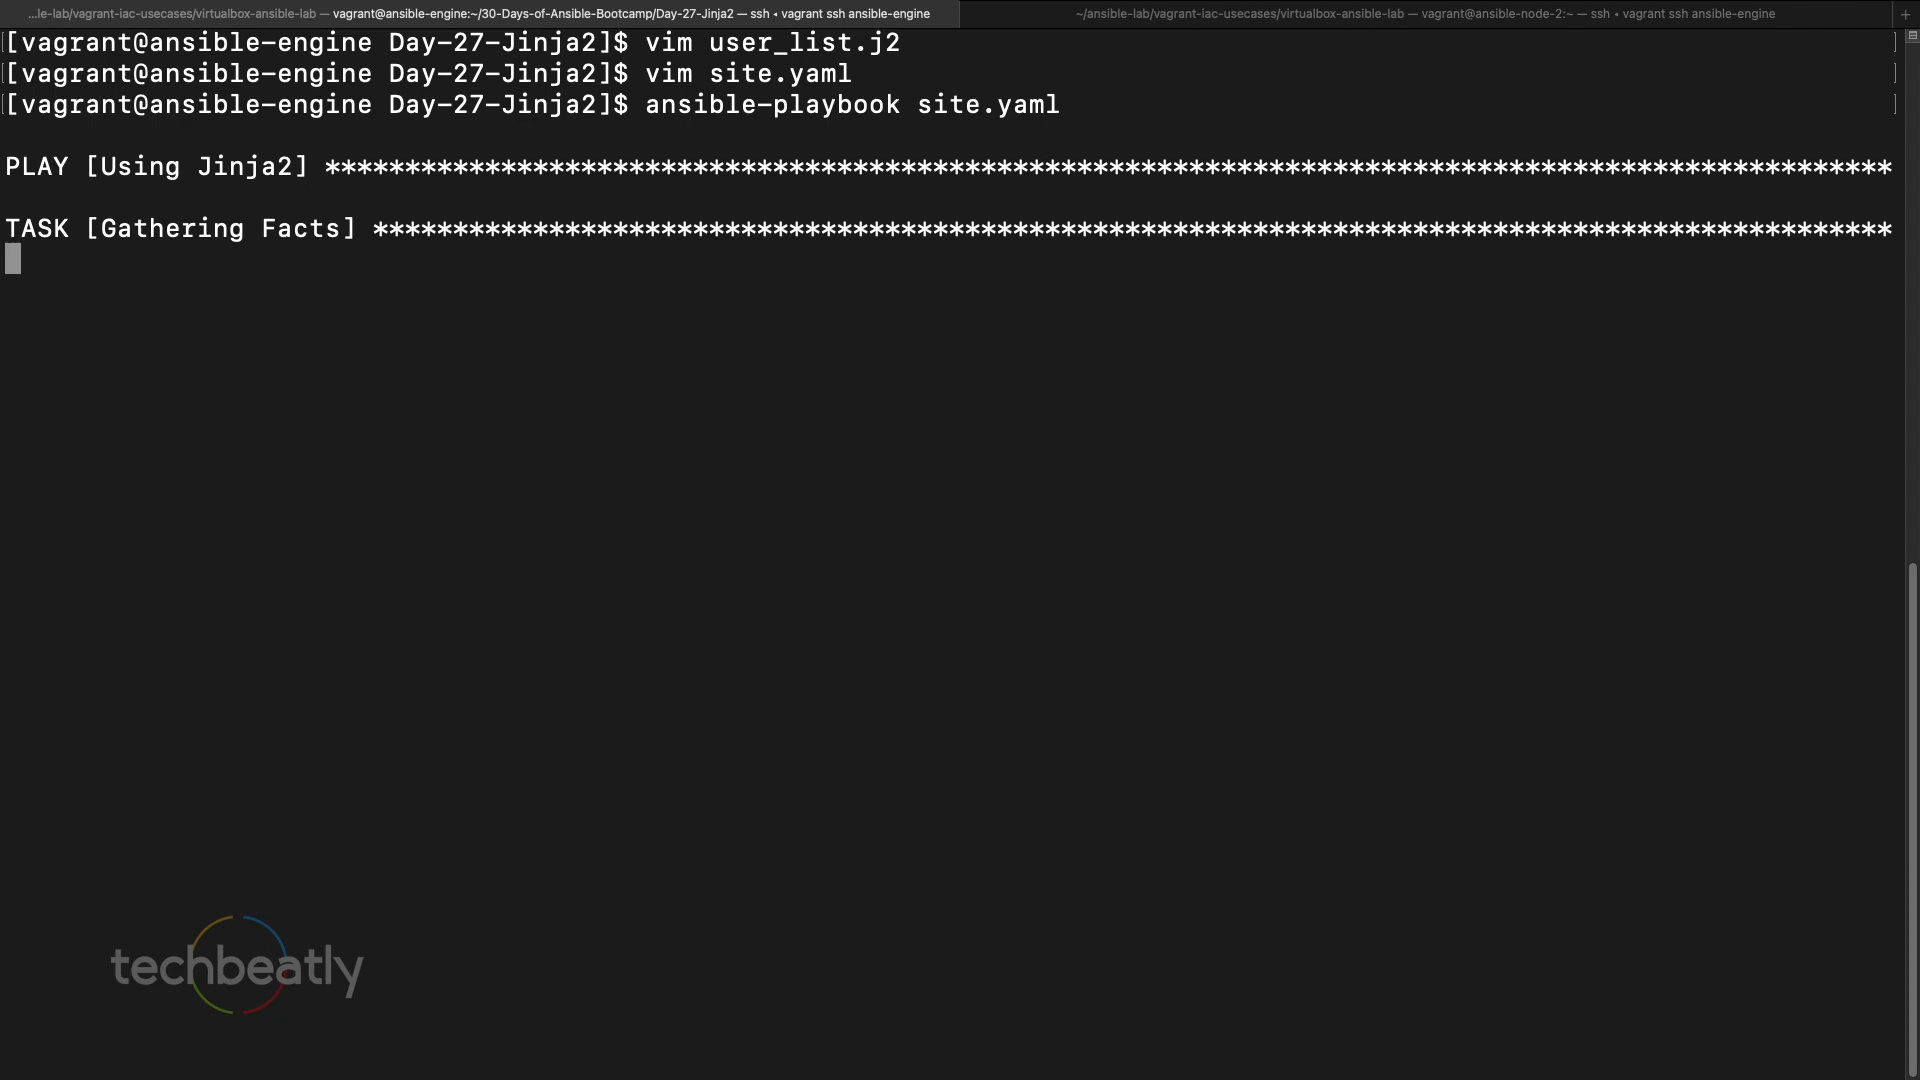 ...le-lab/vagrant-iac-usecases/virtualbox-ansible-lab — vagrant@ansible-engine:~/30-Days-of-Ansible-Bootcamp/Day-27-Jinja2 — ssh ‹ vagrant ssh ansible-engine
~/ansible-lab/vagrant-iac-usecases/virtualbox-ansible-lab — vagrant@ansible-node-2:~ — ssh ‹ vagrant ssh ansible-engine
[vagrant@ansible-engine Day-27-Jinja2]$ vim user_list.j2
[vagrant@ansible-engine Day-27-Jinja2]$ vim site.yaml
[vagrant@ansible-engine Day-27-Jinja2]$ ansible-playbook site.yaml
PLAY [Using Jinja2] **************************************************************************************************
TASK [Gathering Facts] ***********************************************************************************************
techbeatly